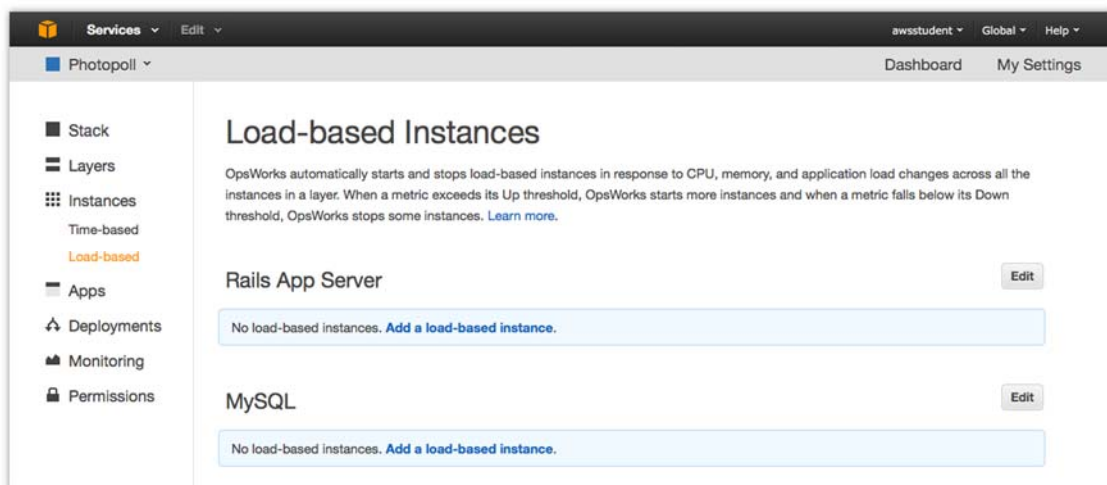 Services Edit awsstudent Global Help
Photopoll Dashboard My Settings
Stack
Layers
Instances
Time-based
Load-based
Apps
Deployments
Monitoring
Permissions
Load-based Instances
OpsWorks automatically starts and stops load-based instances in response to CPU, memory, and application load changes across all the
instances in a layer. When a metric exceeds its Up threshold, OpsWorks starts more instances and when a metric falls below its Down
threshold, OpsWorks stops some instances. Learn more.
Rails App Server Edit
No load-based instances. Add a load-based instance.
MySQL Edit
No load-based instances. Add a load-based instance.